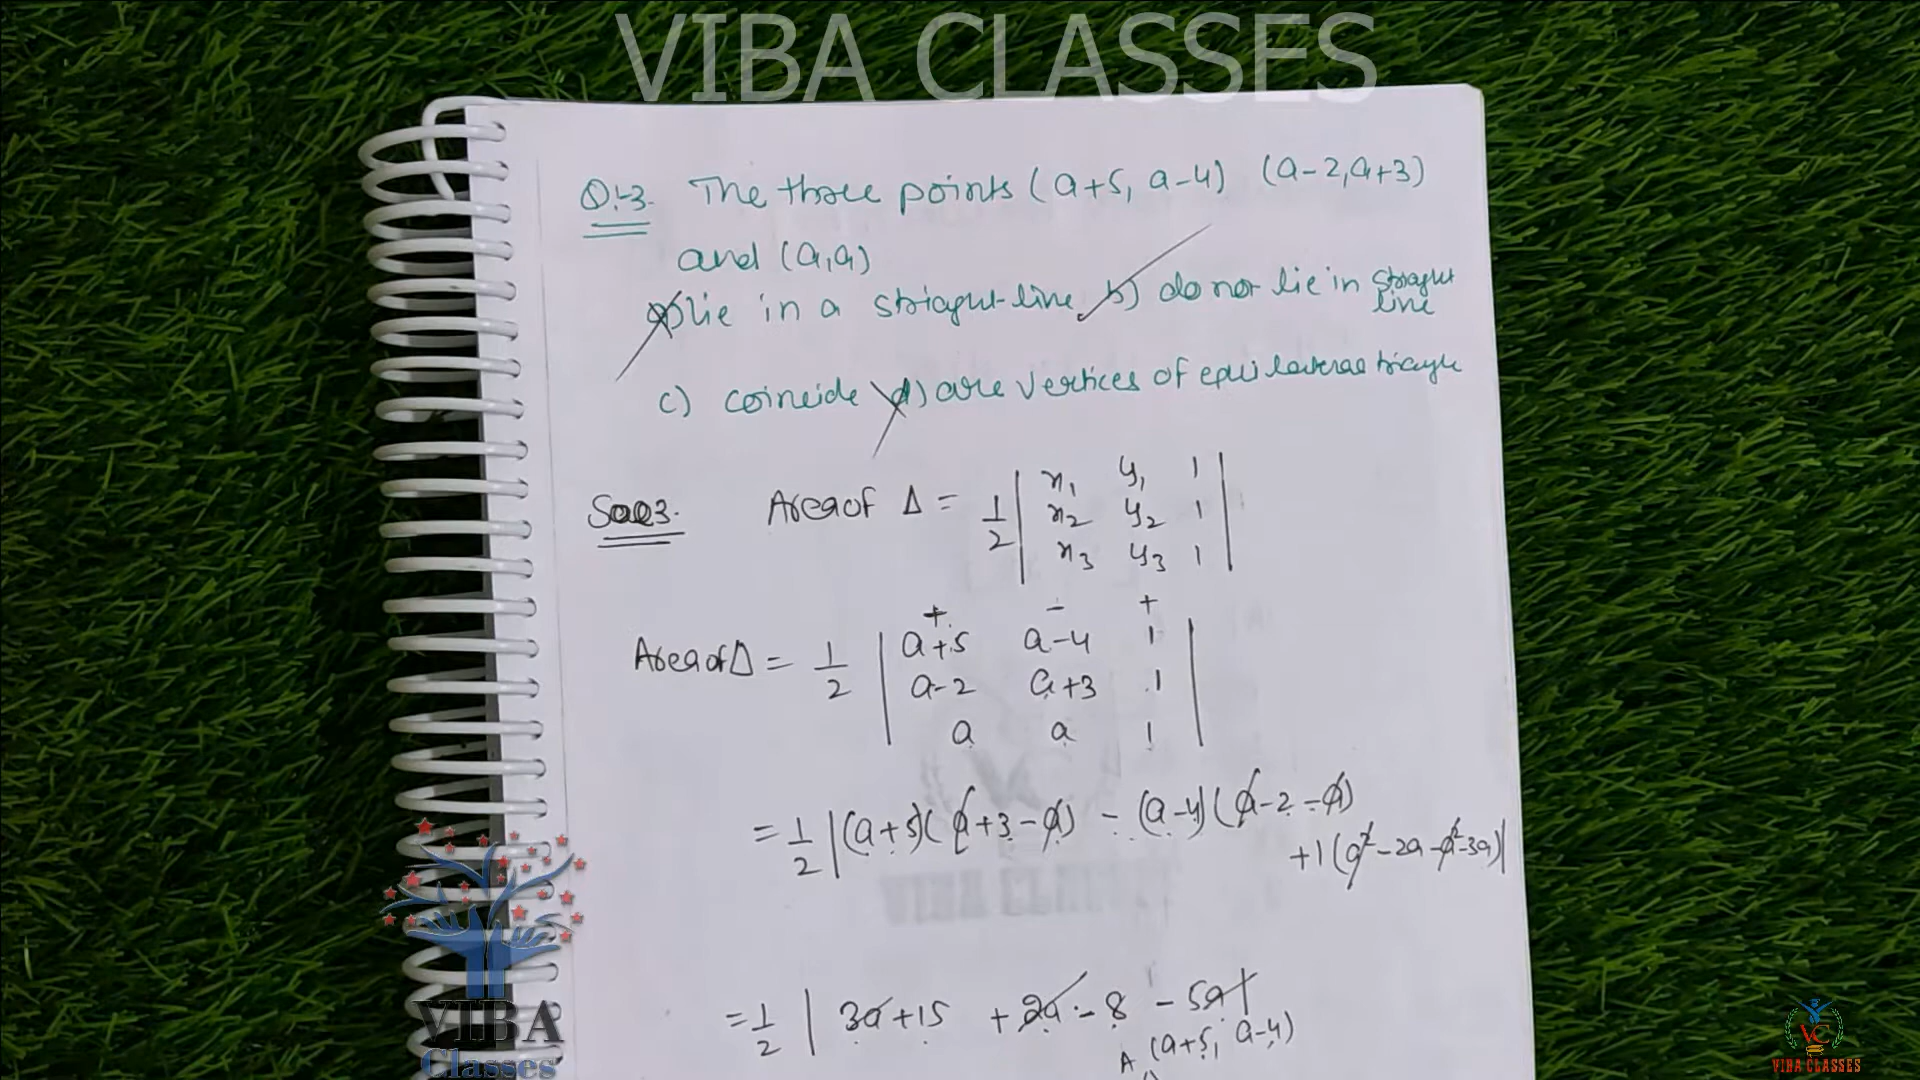 VIBA CLASSES
Q:-3. The three points (a+5, a-4) (a-2, a+3)
and (a, a)
a) lie in a striaght-line b) do not lie in straight
line
c) coincide d) are vertices of equilateral triangle
Sol3. Area of Δ = 1/2 | x1 y1 1 |
| x2 y2 1 |
| x3 y3 1 |
+ - +
Area of Δ = 1/2 | a+5 a-4 1 |
| a-2 a+3 1 |
| a a 1 |
= 1/2 | (a+5)(a+3-a) - (a-4)(a-2-a)
+1(a²-2a-a²-3a)|
= 1/2 | 3a+15 + 2a-8 - 5a |
A (a+5, a-4)
VIBA
Classes
VC
VIBA CLASSES